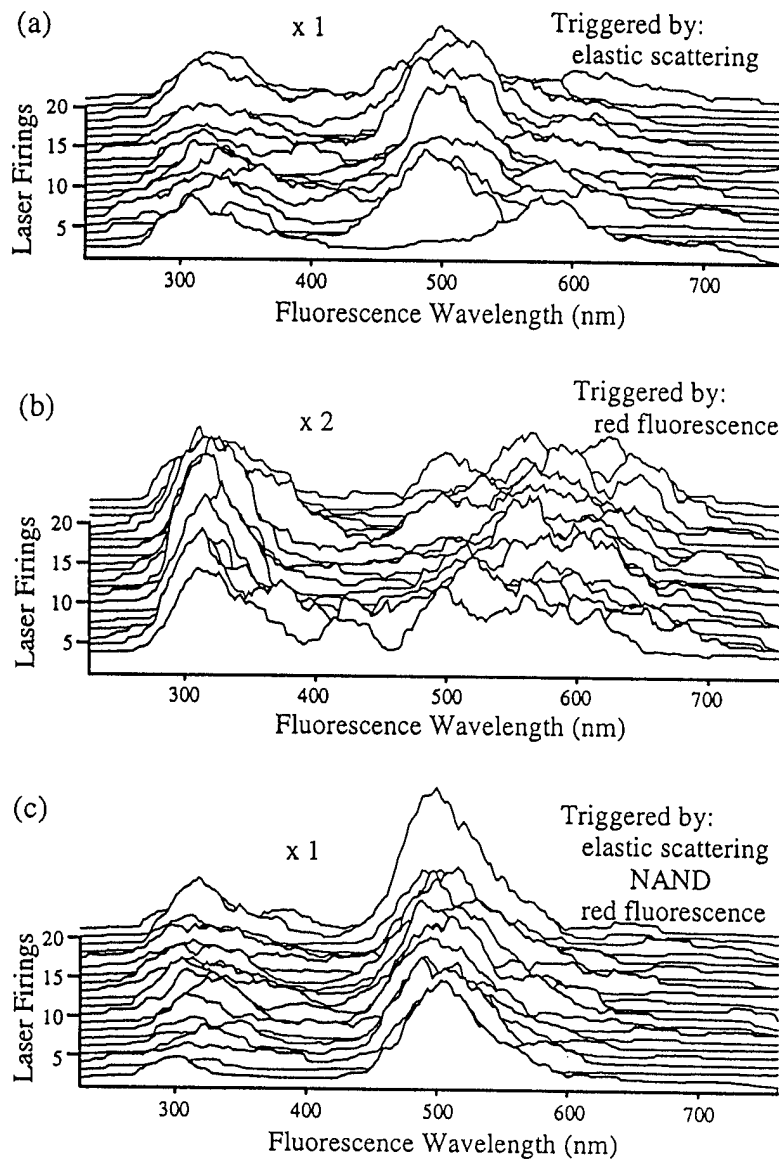 (a)
x 1
Triggered by:
elastic scattering
Laser Firings
20
15
10
5
300 400 500 600 700
Fluorescence Wavelength (nm)
(b)
x 2
Triggered by:
red fluorescence
Laser Firings
20
15
10
5
300 400 500 600 700
Fluorescence Wavelength (nm)
(c)
x 1
Triggered by:
elastic scattering
NAND
red fluorescence
Laser Firings
20
15
10
5
300 400 500 600 700
Fluorescence Wavelength (nm)